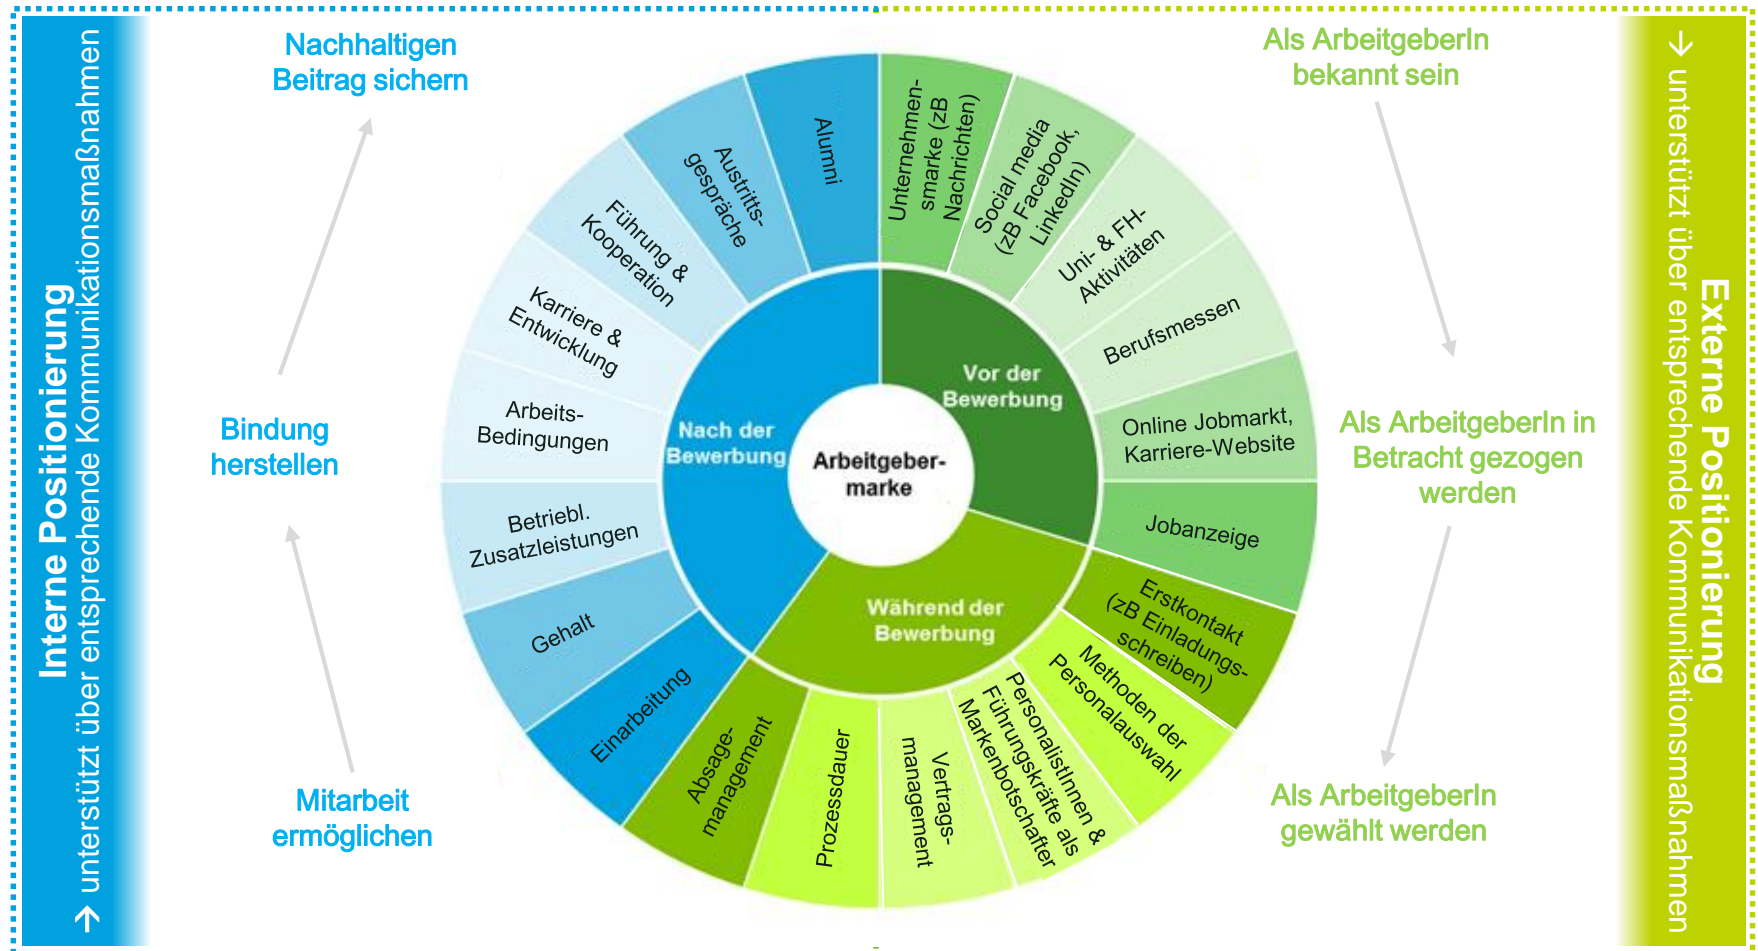 Interne Positionierung
→ unterstützt über entsprechende Kommunikationsmaßnahmen
Nachhaltigen
Beitrag sichern
Bindung
herstellen
Mitarbeit
ermöglichen
Arbeitgeber-
marke
Vor der
Bewerbung
Während der
Bewerbung
Nach der
Bewerbung
Unternehmen-
smarke (zB
Nachrichten)
Social media
(zB Facebook,
LinkedIn)
Uni- & FH-
Aktivitäten
Berufsmessen
Online Jobmarkt,
Karriere-Website
Jobanzeige
Erstkontakt
(zB Einladungs-
schreiben)
Methoden der
Personalauswahl
PersonalistInnen &
Führungskräfte als
Markenbotschafter
Vertrags-
management
Prozessdauer
Absage-
management
Einarbeitung
Gehalt
Betriebl.
Zusatzleistungen
Arbeits-
Bedingungen
Karriere &
Entwicklung
Führung &
Kooperation
Austritts-
gespräche
Alumni
Als ArbeitgeberIn
bekannt sein
Als ArbeitgeberIn in
Betracht gezogen
werden
Als ArbeitgeberIn
gewählt werden
Externe Positionierung
→ unterstützt über entsprechende Kommunikationsmaßnahmen